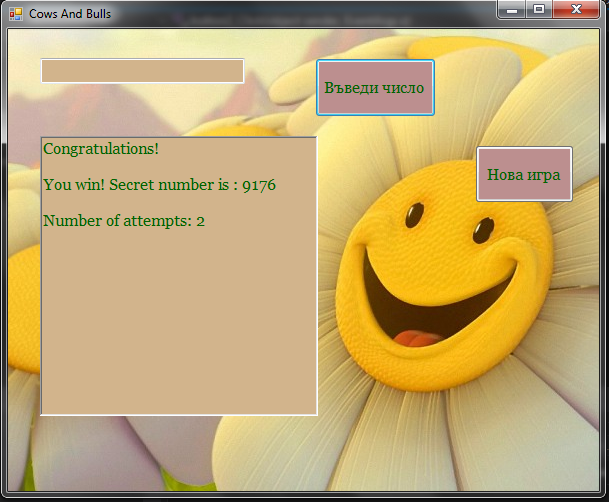 Cows And Bulls
Въведи число
Congratulations!
Нова игра
You win! Secret number is : 9176
Number of attempts: 2